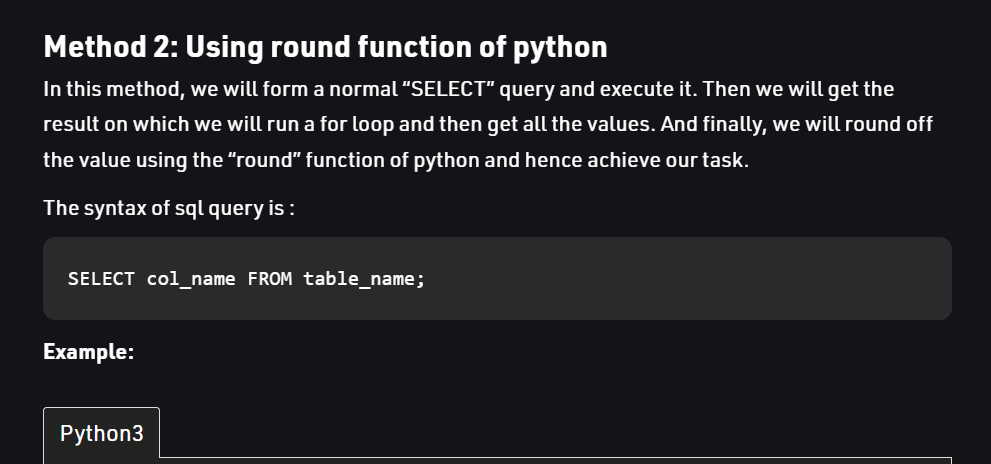 Method 2: Using round function of python
In this method, we will form a normal “SELECT” query and execute it. Then we will get the
result on which we will run a for loop and then get all the values. And finally, we will round off
the value using the “round” function of python and hence achieve our task.
The syntax of sql query is :
SELECT col_name FROM table_name;
Example:
Python3